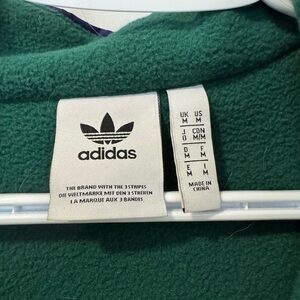 adidas
THE BRAND WITH THE 3 STRIPES
DIE WELTMARKE MIT DEN 3 STREIFEN
LA MARQUE AUX 3 BANDES
UK US
M M
J CDN
O M/M
D F
M M
E I
M M
MADE IN
CHINA